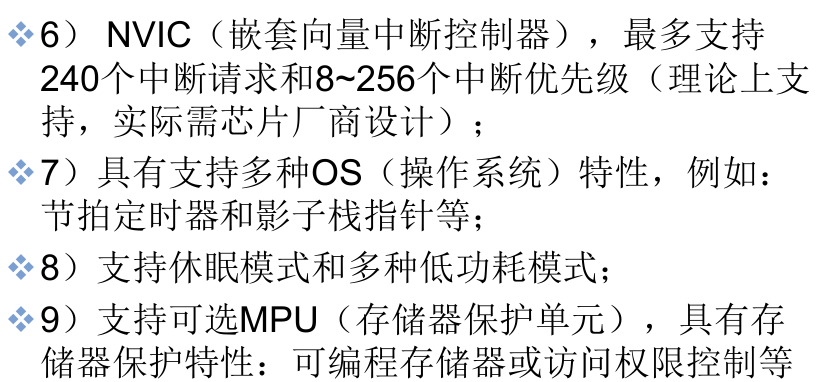 ❖6） NVIC（嵌套向量中断控制器），最多支持
240个中断请求和8~256个中断优先级（理论上支
持，实际需芯片厂商设计）；
❖7）具有支持多种OS（操作系统）特性，例如：
节拍定时器和影子栈指针等；
❖8）支持休眠模式和多种低功耗模式；
❖9）支持可选MPU（存储器保护单元），具有存
储器保护特性：可编程存储器或访问权限控制等